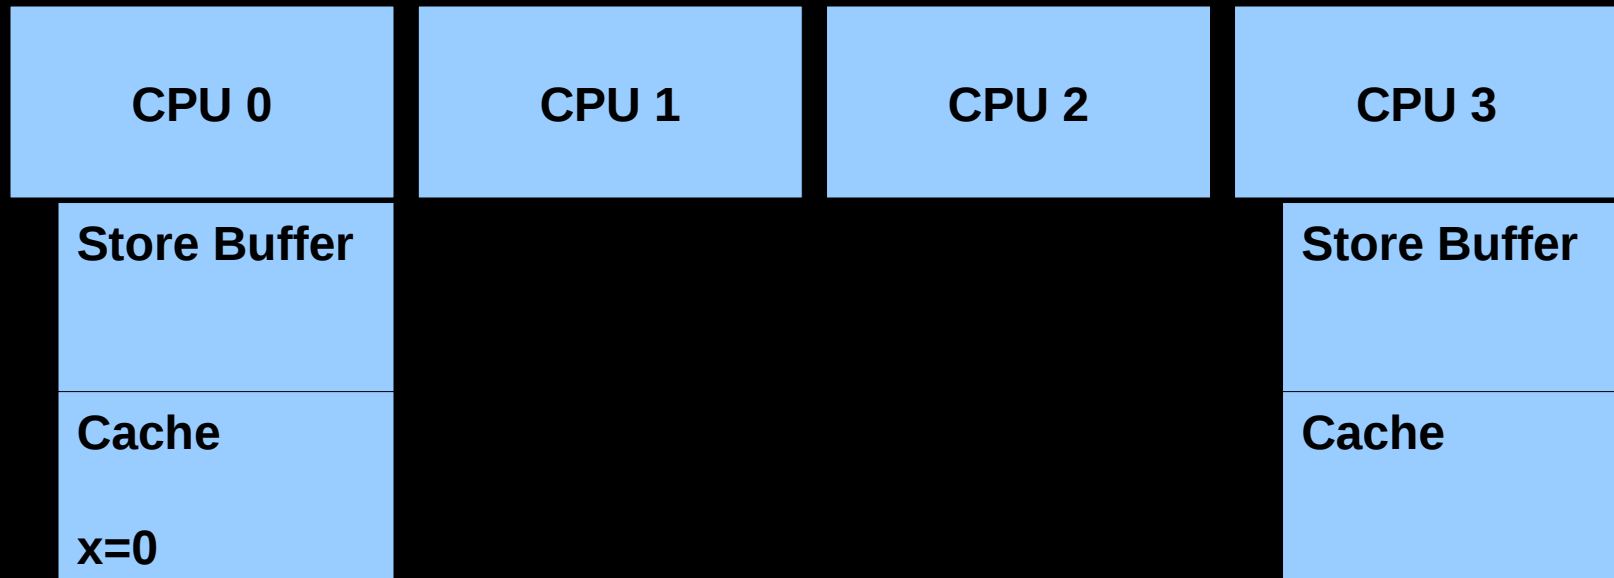 CPU 0
CPU 1
CPU 2
CPU 3
Store Buffer
Store Buffer
Cache
Cache
x=0